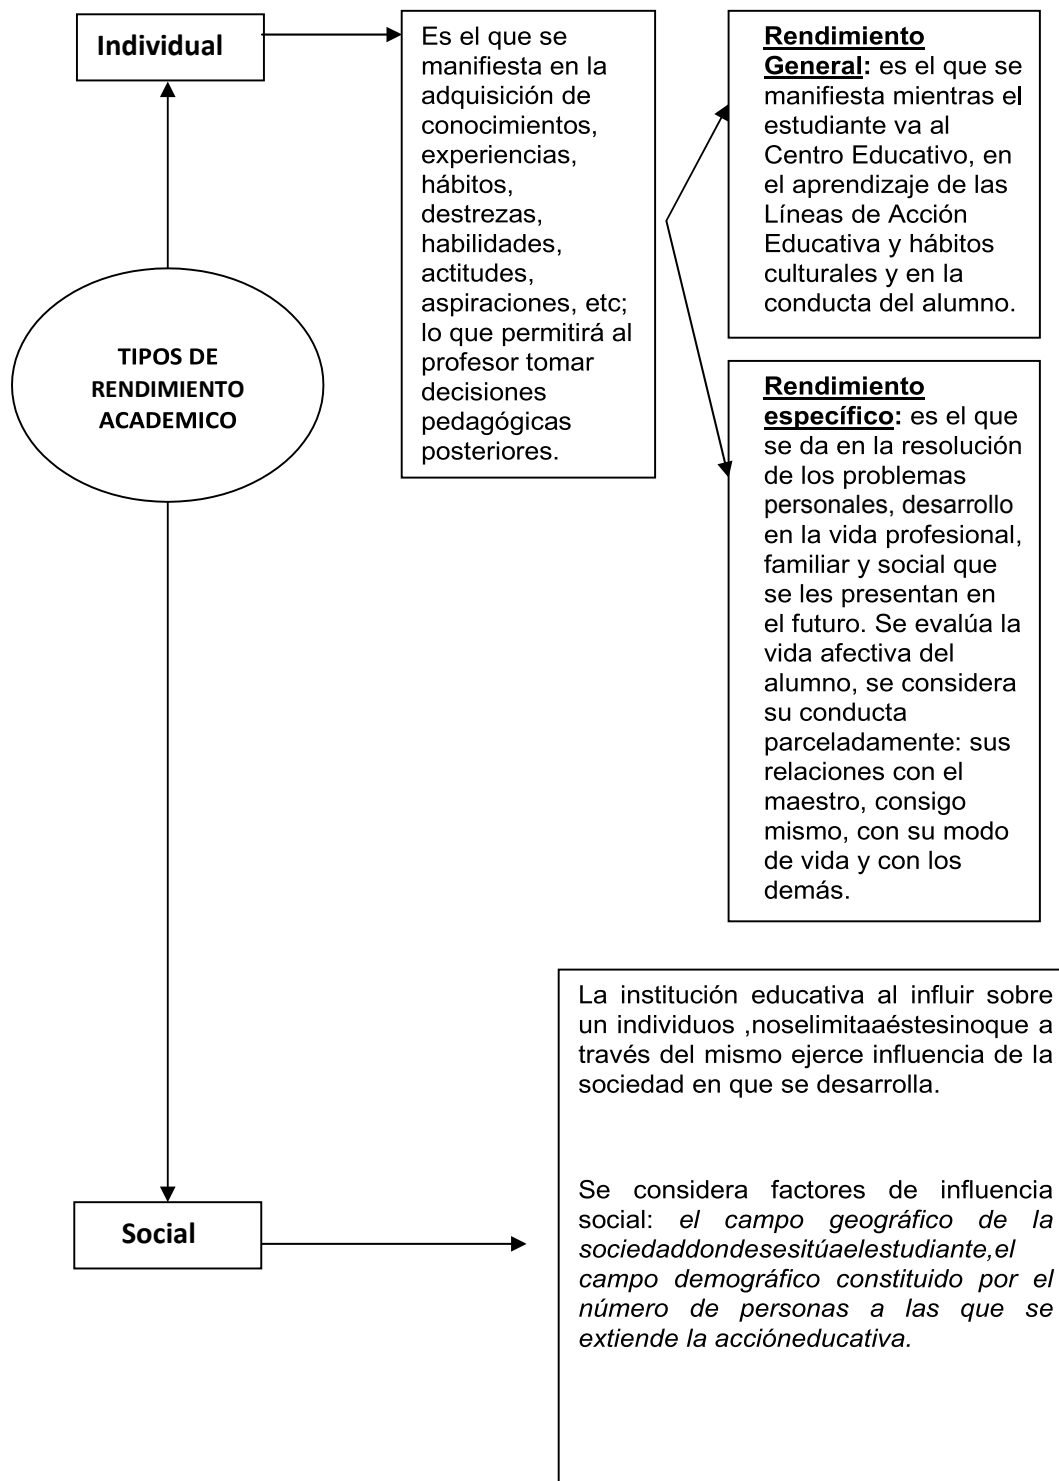 Individual
Es el que se
manifiesta en la
adquisición de
conocimientos,
experiencias,
hábitos,
destrezas,
habilidades,
actitudes,
aspiraciones, etc;
lo que permitirá al
profesor tomar
decisiones
pedagógicas
posteriores.
Rendimiento
General: es el que se
manifiesta mientras el
estudiante va al
Centro Educativo, en
el aprendizaje de las
Líneas de Acción
Educativa y hábitos
culturales y en la
conducta del alumno.
TIPOS DE
RENDIMIENTO
ACADEMICO
Rendimiento
específico: es el que
se da en la resolución
de los problemas
personales, desarrollo
en la vida profesional,
familiar y social que
se les presentan en
el futuro. Se evalúa la
vida afectiva del
alumno, se considera
su conducta
parceladamente: sus
relaciones con el
maestro, consigo
mismo, con su modo
de vida y con los
demás.
Social
La institución educativa al influir sobre
un individuos ,noselimitaaéstesinoque a
través del mismo ejerce influencia de la
sociedad en que se desarrolla.
Se considera factores de influencia
social: el campo geográfico de la
sociedaddondesesitúaelestudiante,el
campo demográfico constituido por el
número de personas a las que se
extiende la accióneducativa.